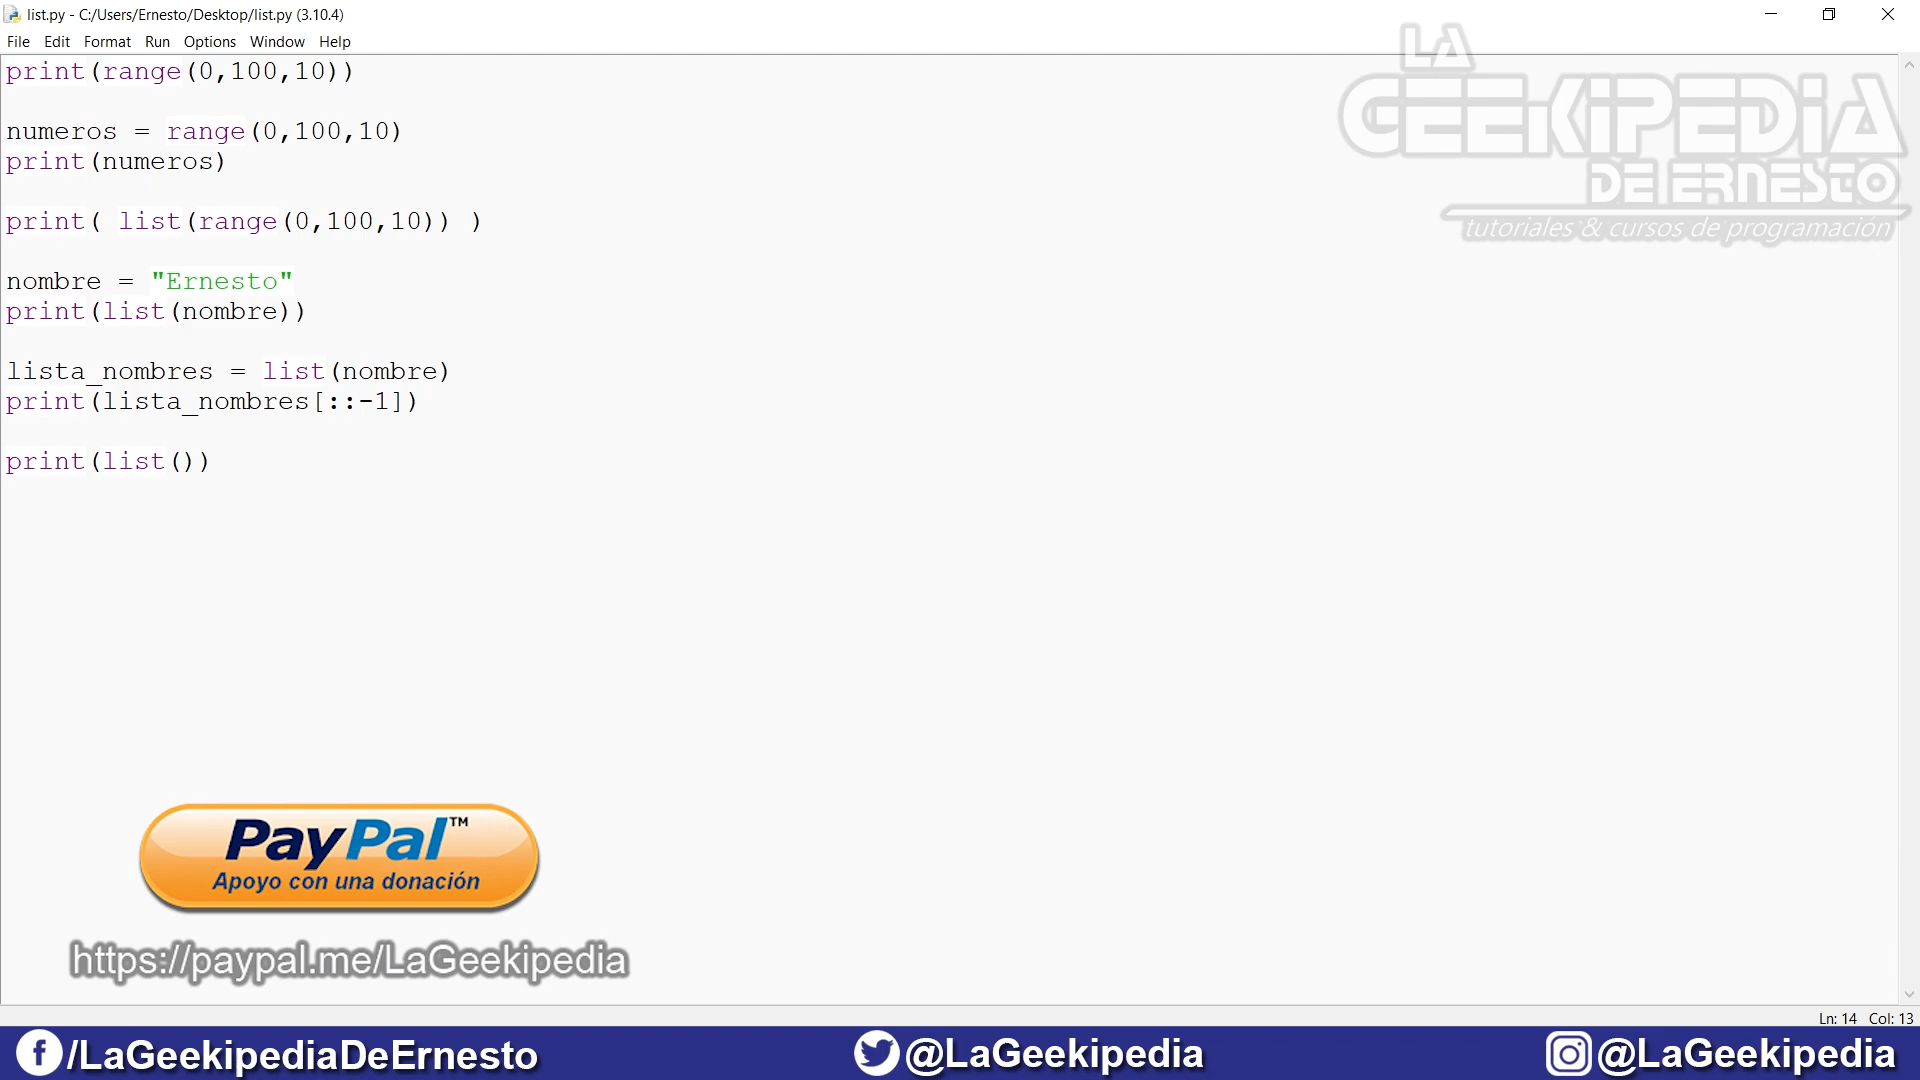 list.py - C:/Users/Ernesto/Desktop/list.py (3.10.4)
File Edit Format Run Options Window Help
print(range(0,100,10))
numeros = range(0,100,10)
print(numeros)
print( list(range(0,100,10)) )
nombre = "Ernesto"
print(list(nombre))
lista_nombres = list(nombre)
print(lista_nombres[::-1])
print(list())
LA
GEEKIPEDIA
DE ERNESTO
tutoriales & cursos de programación
PayPal™
Apoyo con una donación
https://paypal.me/LaGeekipedia
Ln: 14 Col: 13
f /LaGeekipediaDeErnesto
@LaGeekipedia
@LaGeekipedia